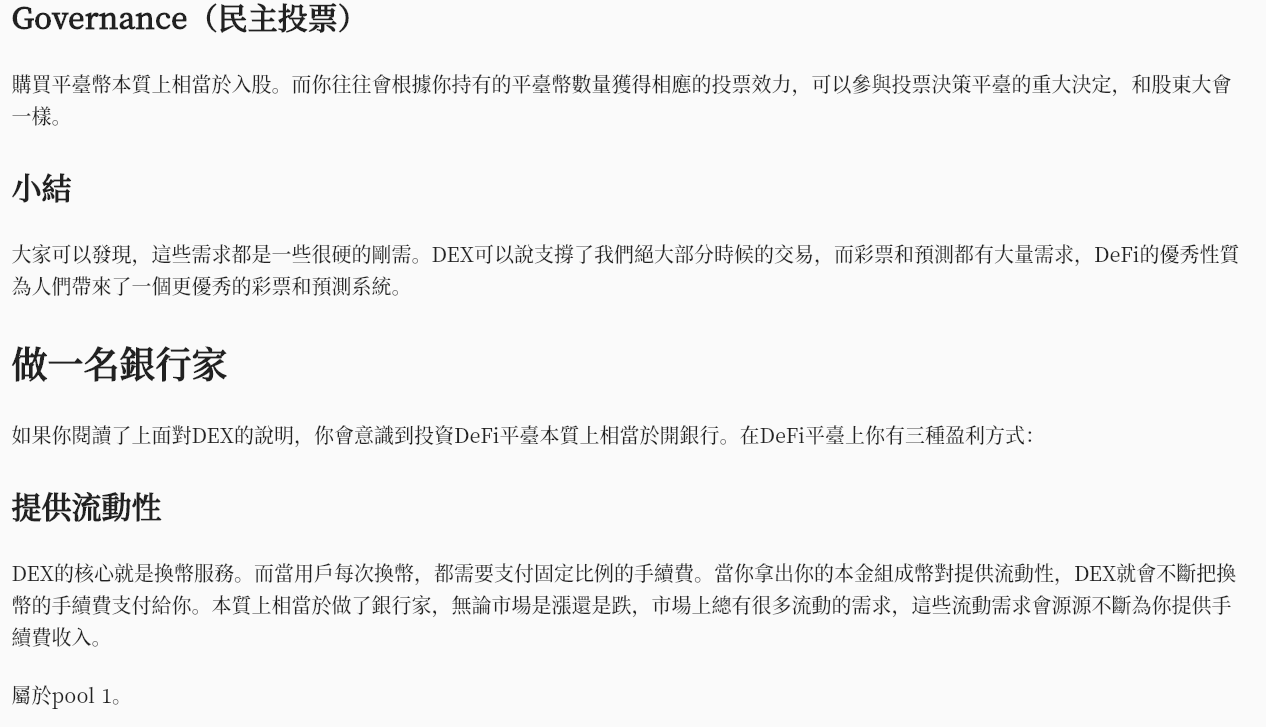 Governance（民主投票）
購買平臺幣本質上相當於入股。而你往往會根據你持有的平臺幣數量獲得相應的投票效力，可以參與投票決策平臺的重大決定，和股東大會
一樣。
小結
大家可以發現，這些需求都是一些很硬的剛需。DEX可以說支撐了我們絕大部分時候的交易，而彩票和預測都有大量需求，DeFi的優秀性質
為人們帶來了一個更優秀的彩票和預測系統。
做一名銀行家
如果你閱讀了上面對DEX的說明，你會意識到投資DeFi平臺本質上相當於開銀行。在DeFi平臺上你有三種盈利方式：
提供流動性
DEX的核心就是換幣服務。而當用戶每次換幣，都需要支付固定比例的手續費。當你拿出你的本金組成幣對提供流動性，DEX就會不斷把換
幣的手續費支付給你。本質上相當於做了銀行家，無論市場是漲還是跌，市場上總有很多流動的需求，這些流動需求會源源不斷為你提供手
續費收入。
屬於pool 1。